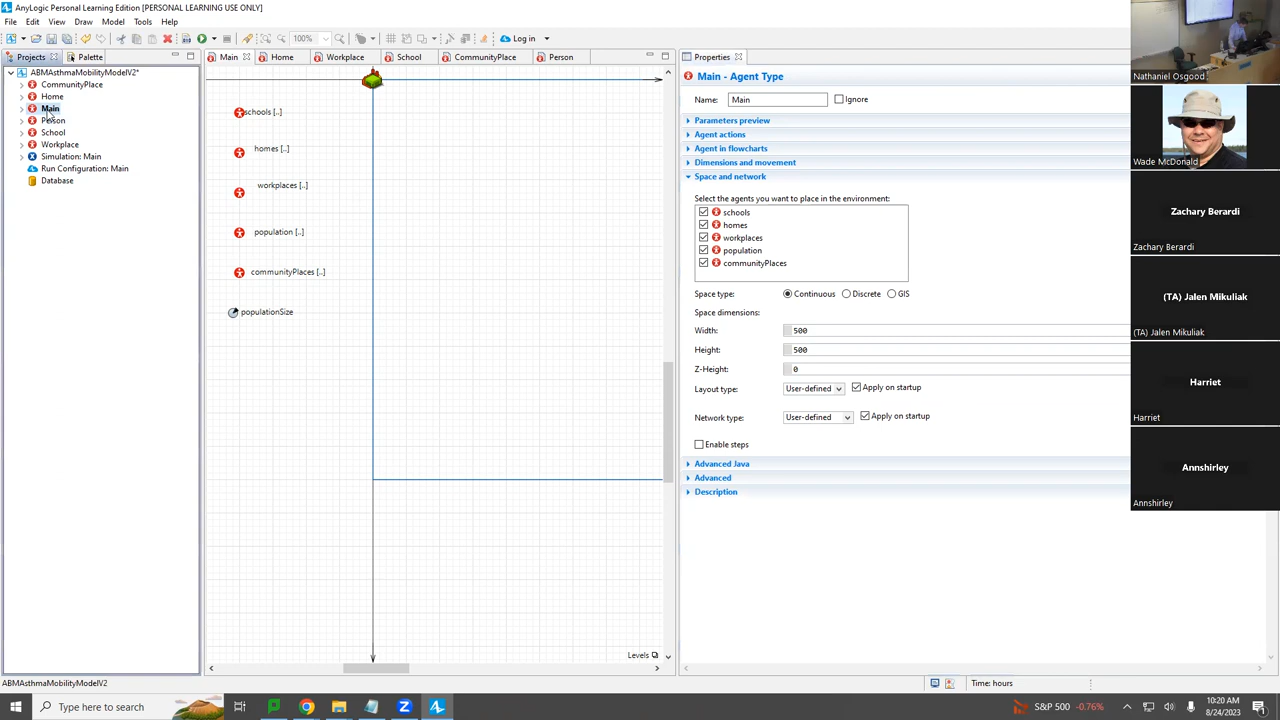 AnyLogic Personal Learning Edition [PERSONAL LEARNING USE ONLY]
File Edit View Draw Model Tools Help
100% Log in
Projects Palette
Main Home Workplace School CommunityPlace Person
Properties
ABMAsthmaMobilityModelV2*
CommunityPlace
Home
Main
Person
School
Workplace
Simulation: Main
Run Configuration: Main
Database
schools [..]
homes [..]
workplaces [..]
population [..]
communityPlaces [..]
populationSize
Levels
Main - Agent Type
Name: Main Ignore
Parameters preview
Agent actions
Agent in flowcharts
Dimensions and movement
Space and network
Select the agents you want to place in the environment:
schools
homes
workplaces
population
communityPlaces
Space type: Continuous Discrete GIS
Space dimensions:
Width: 500
Height: 500
Z-Height: 0
Layout type: User-defined Apply on startup
Network type: User-defined Apply on startup
Enable steps
Advanced Java
Advanced
Description
Nathaniel Osgood
Wade McDonald
Zachary Berardi
Zachary Berardi
(TA) Jalen Mikuliak
(TA) Jalen Mikuliak
Harriet
Harriet
Annshirley
Annshirley
ABMAsthmaMobilityModelV2
Time: hours
Type here to search
S&P 500 -0.76%
10:20 AM
8/24/2023
1